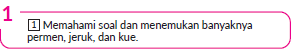 1
1 Memahami soal dan menemukan banyaknya
permen, jeruk, dan kue.